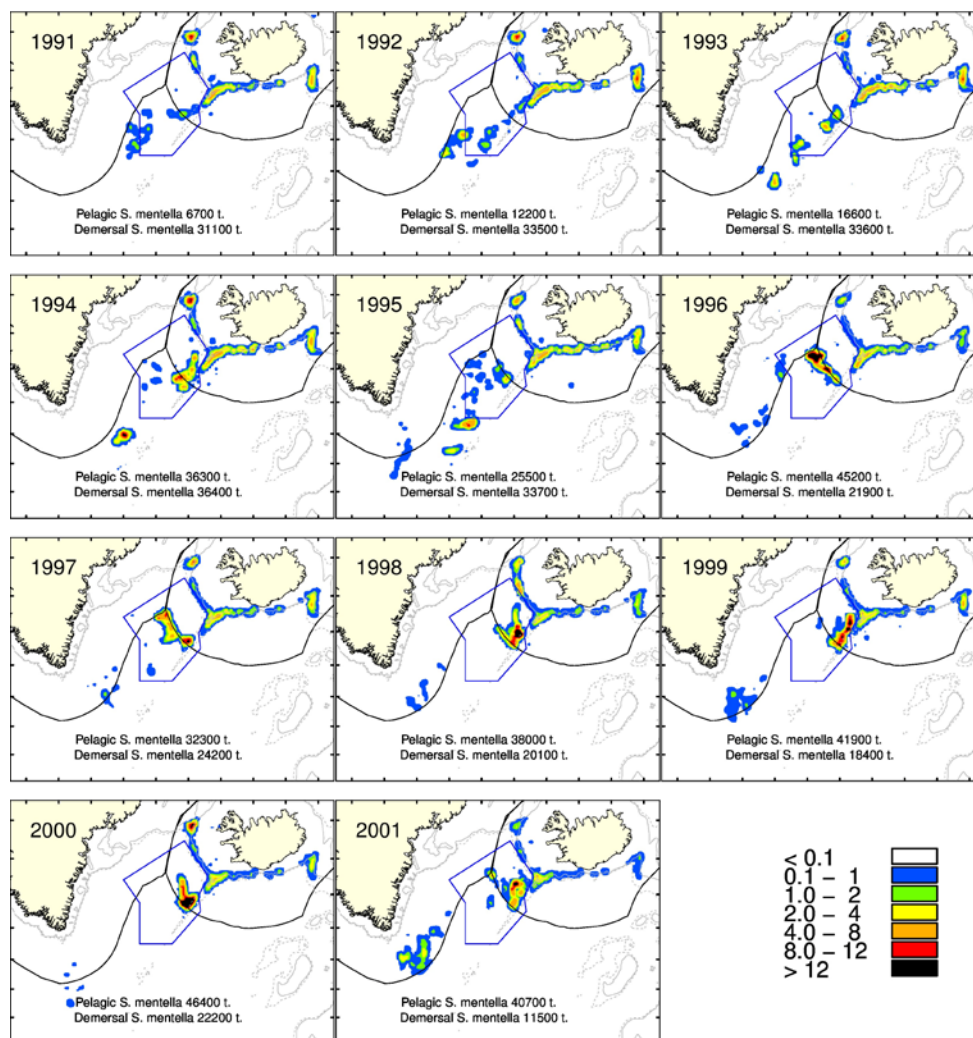 1991
Pelagic S. mentella 6700 t.
Demersal S. mentella 31100 t.
1992
Pelagic S. mentella 12200 t.
Demersal S. mentella 33500 t.
1993
Pelagic S. mentella 16600 t.
Demersal S. mentella 33600 t.
1994
Pelagic S. mentella 36300 t.
Demersal S. mentella 36400 t.
1995
Pelagic S. mentella 25500 t.
Demersal S. mentella 33700 t.
1996
Pelagic S. mentella 45200 t.
Demersal S. mentella 21900 t.
1997
Pelagic S. mentella 32300 t.
Demersal S. mentella 24200 t.
1998
Pelagic S. mentella 38000 t.
Demersal S. mentella 20100 t.
1999
Pelagic S. mentella 41900 t.
Demersal S. mentella 18400 t.
2000
Pelagic S. mentella 46400 t.
Demersal S. mentella 22200 t.
2001
Pelagic S. mentella 40700 t.
Demersal S. mentella 11500 t.
< 0.1
0.1 – 1
1.0 – 2
2.0 – 4
4.0 – 8
8.0 – 12
> 12